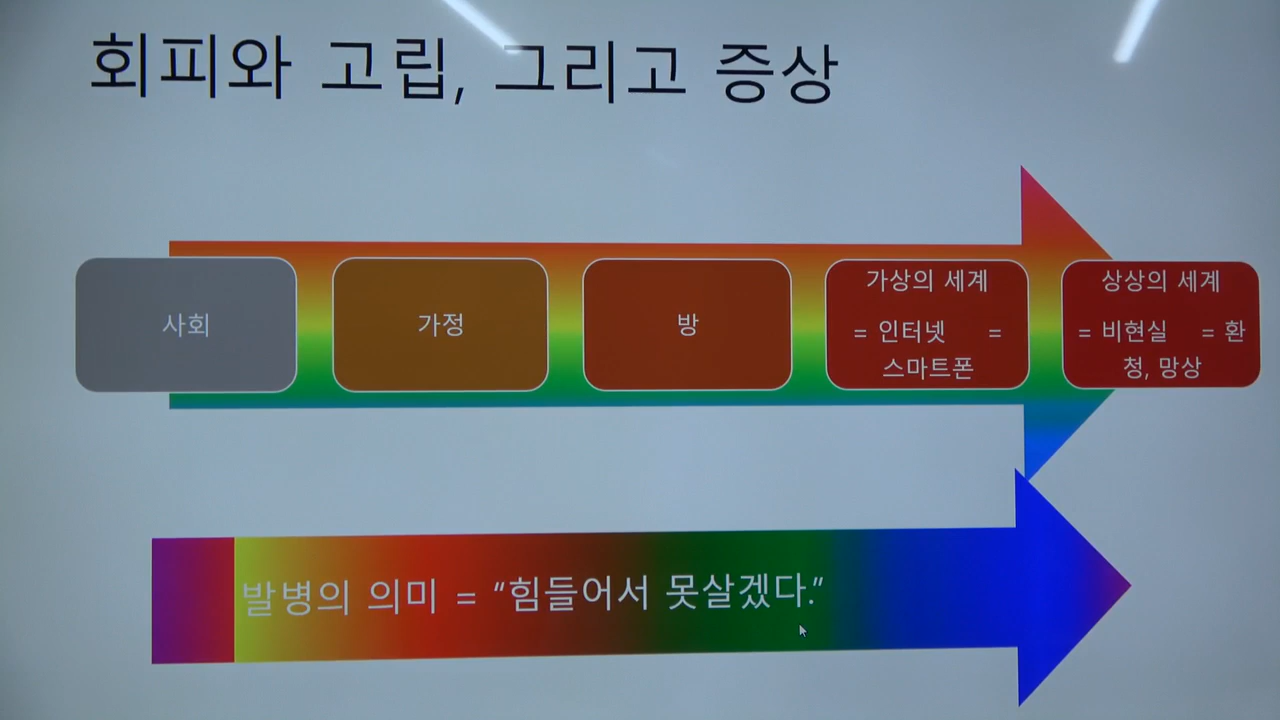 회피와 고립, 그리고 증상
사회
가정
방
가상의 세계
= 인터넷 =
스마트폰
상상의 세계
= 비현실 = 환
청, 망상
발병의 의미 = “힘들어서 못살겠다.”